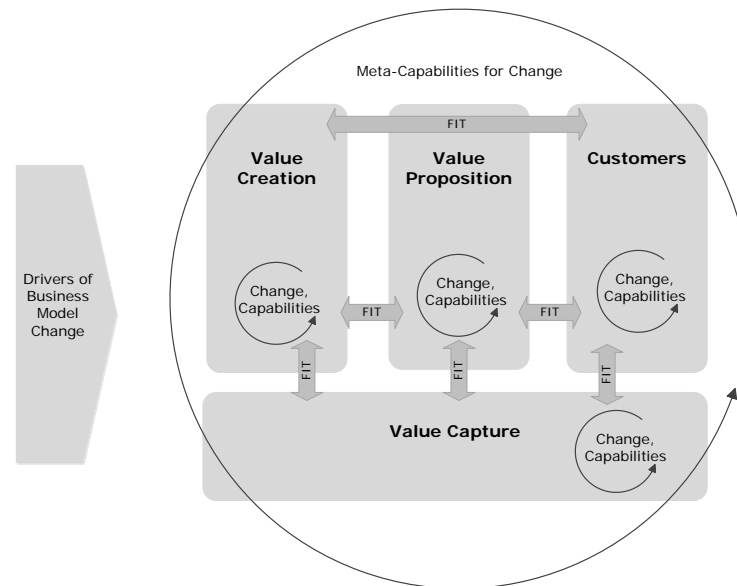 Meta-Capabilities for Change
FIT
Value
Creation
Value
Proposition
Customers
Drivers of
Business
Model
Change
Change,
Capabilities
FIT
Change,
Capabilities
FIT
Change,
Capabilities
FIT
FIT
FIT
Value Capture
Change,
Capabilities